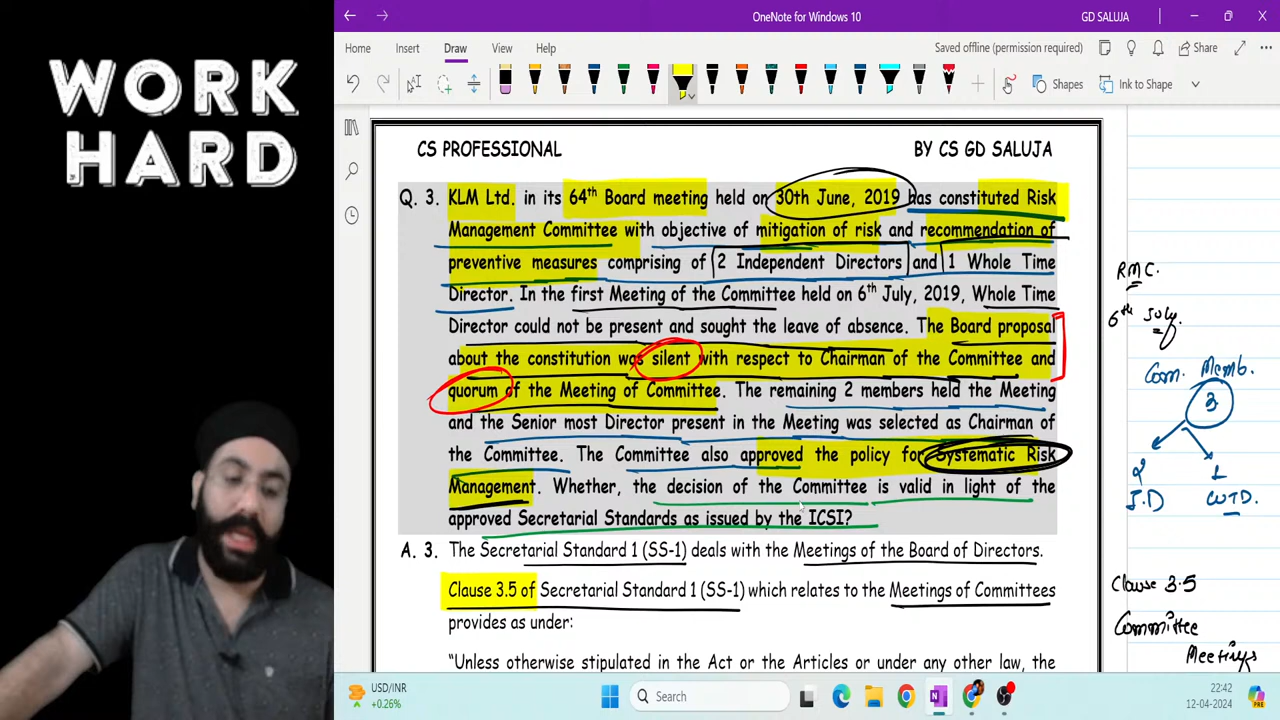 WORK
HARD
OneNote for Windows 10
GD SALUJA
Home
Insert
Draw
View
Help
Saved offline (permission required)
Share
Shapes
Ink to Shape
CS PROFESSIONAL
BY CS GD SALUJA
Q. 3. KLM Ltd. in its 64th Board meeting held on 30th June, 2019 has constituted Risk
Management Committee with objective of mitigation of risk and recommendation of
preventive measures comprising of 2 Independent Directors and 1 Whole Time
Director. In the first Meeting of the Committee held on 6th July, 2019, Whole Time
Director could not be present and sought the leave of absence. The Board proposal
about the constitution was silent with respect to Chairman of the Committee and
quorum of the Meeting of Committee. The remaining 2 members held the Meeting
and the Senior most Director present in the Meeting was selected as Chairman of
the Committee. The Committee also approved the policy for Systematic Risk
Management. Whether, the decision of the Committee is valid in light of the
approved Secretarial Standards as issued by the ICSI?
A. 3. The Secretarial Standard 1 (SS-1) deals with the Meetings of the Board of Directors.
Clause 3.5 of Secretarial Standard 1 (SS-1) which relates to the Meetings of Committees
provides as under:
"Unless otherwise stipulated in the Act or the Articles or under any other law, the
RMC.
6th July.
Com. Memb.
3
2 1
I.D WTD.
Clause 3.5
Committee
Meetings
USD/INR
+0.26%
Search
22:42
12-04-2024